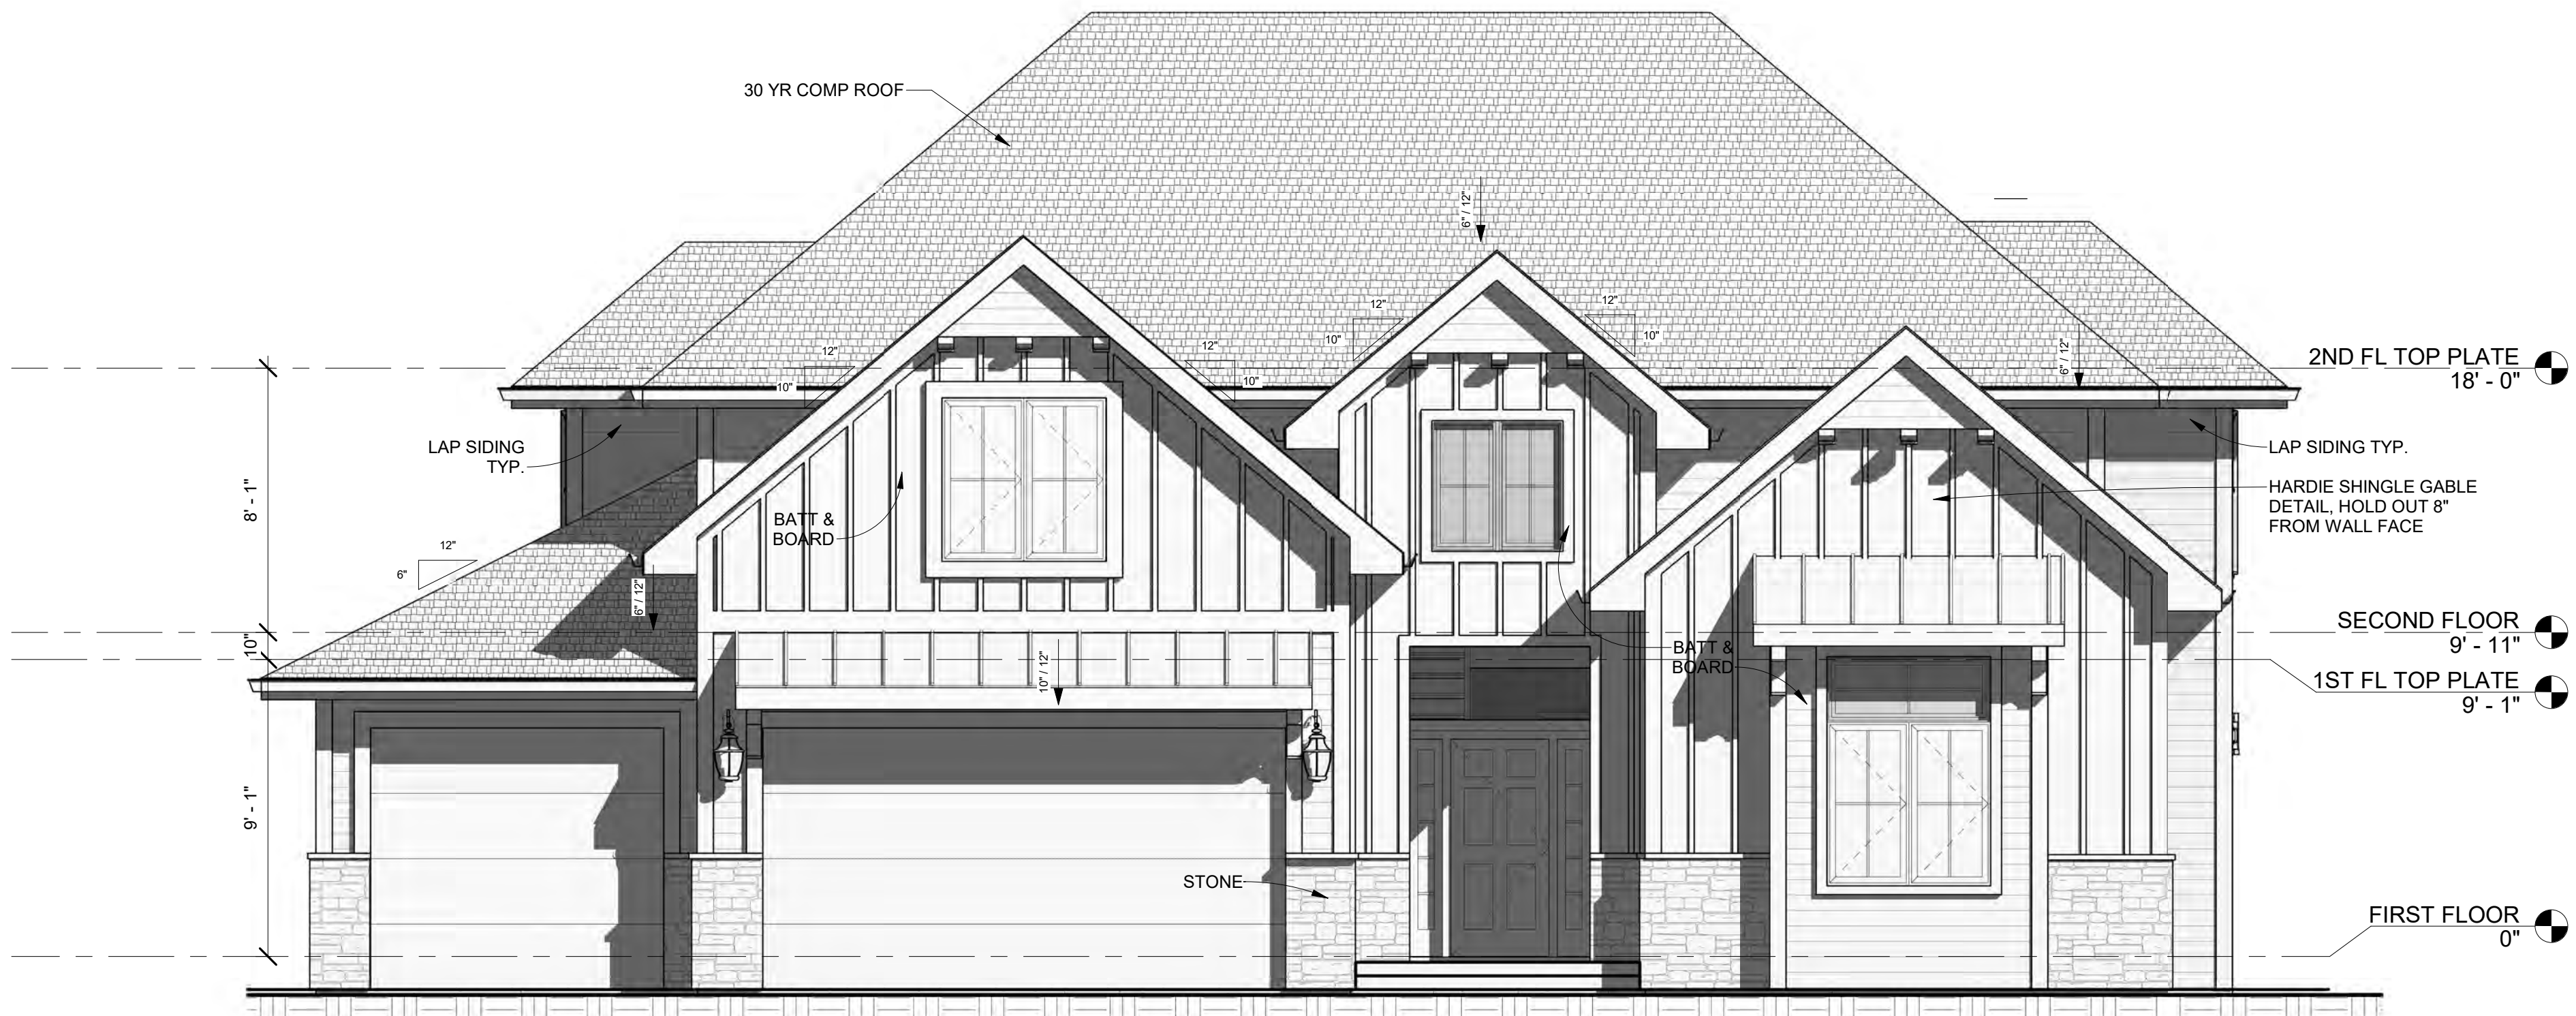 30 YR COMP ROOF
6" / 12"
12"
10"
12"
10"
12"
10"
12"
10"
6" / 12"
2ND FL TOP PLATE
18' - 0"
LAP SIDING
TYP.
LAP SIDING TYP.
8' - 1"
BATT &
BOARD
HARDIE SHINGLE GABLE
DETAIL, HOLD OUT 8"
FROM WALL FACE
12"
6"
6" / 12"
SECOND FLOOR
9' - 11"
10"
10" / 12"
BATT &
BOARD
1ST FL TOP PLATE
9' - 1"
9' - 1"
STONE
FIRST FLOOR
0"